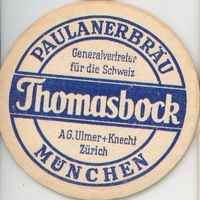 PAULANERBRÄU
Generalvertreter
für die Schweiz
Thomasbock
A.G. Ulmer+Knecht
Zürich
MÜNCHEN